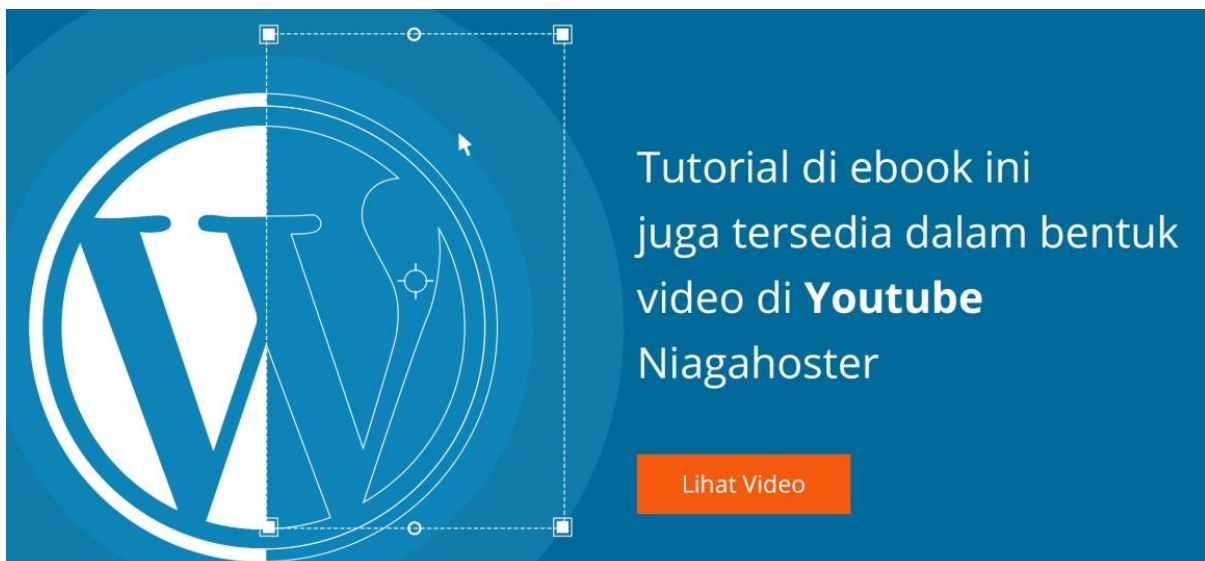 Tutorial di ebook ini
juga tersedia dalam bentuk
video di Youtube
Niagahoster
Lihat Video